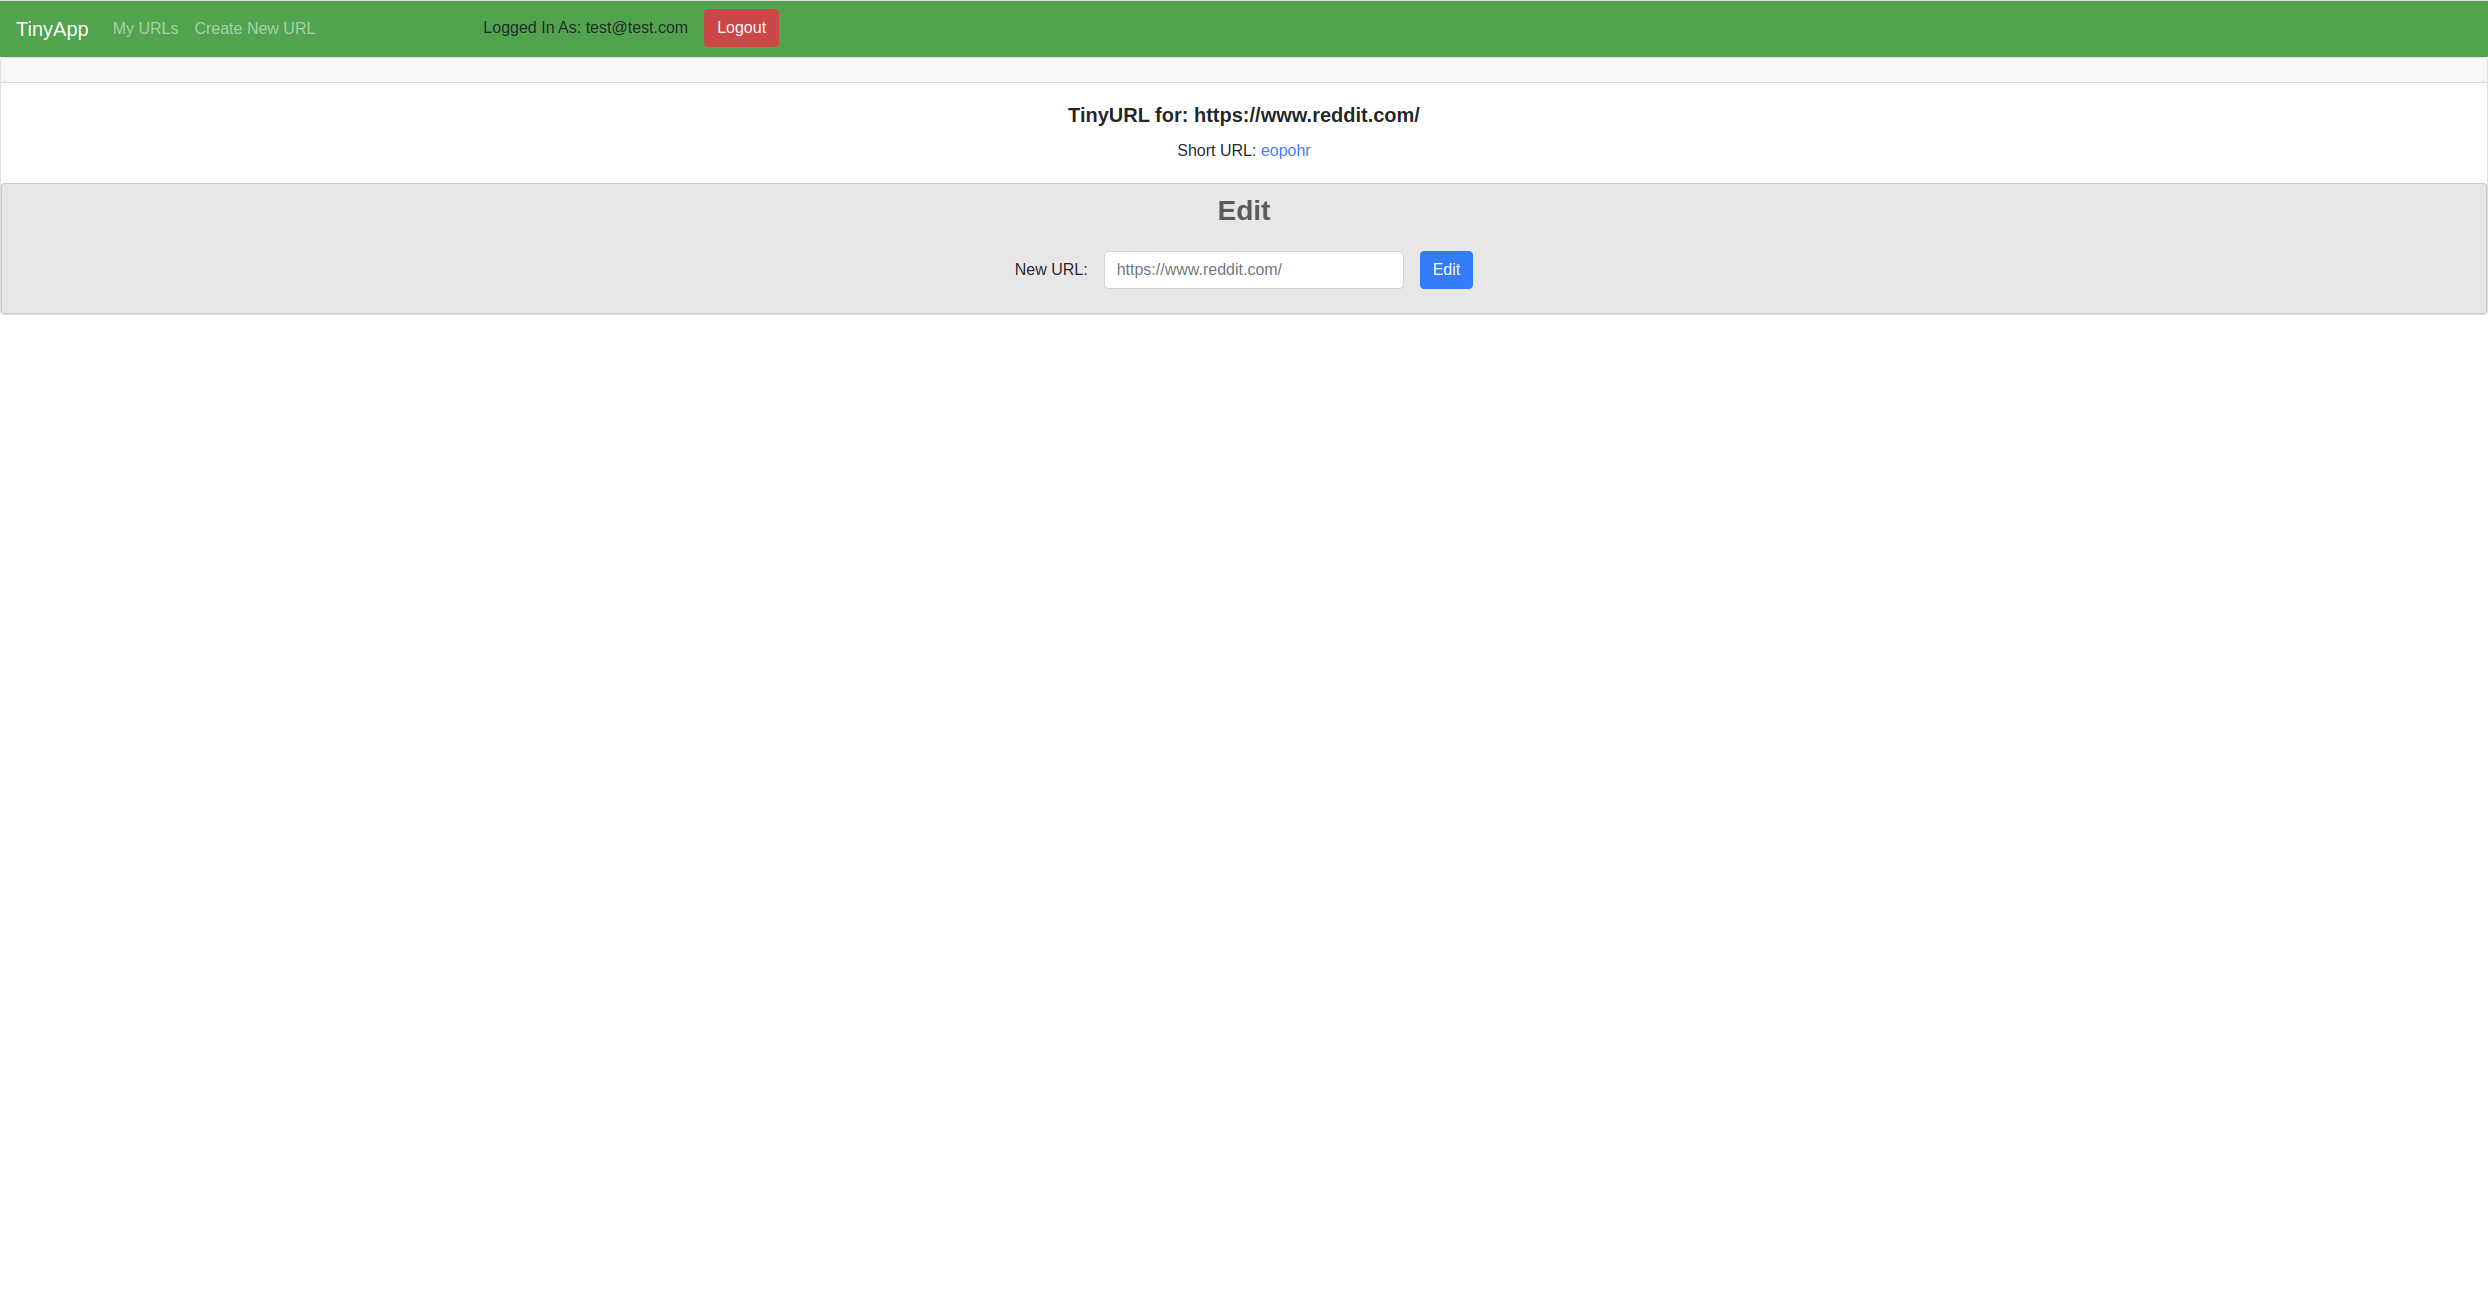 TinyApp My URLs Create New URL Logged In As: test@test.com Logout
TinyURL for: https://www.reddit.com/
Short URL: eopohr
Edit
New URL: https://www.reddit.com/ Edit